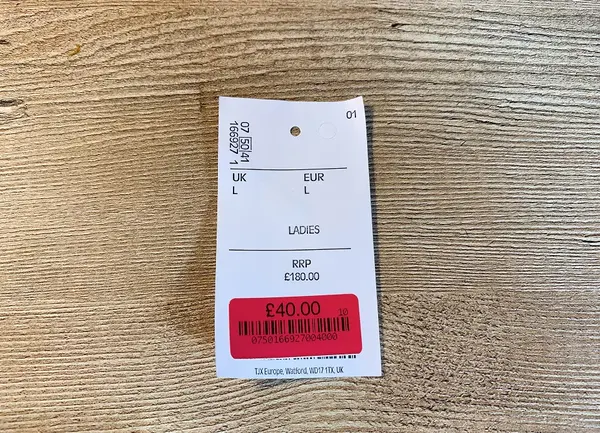 01
07 50 41
166927 1
UK EUR
L L
LADIES
RRP
£180.00
£40.00
10
0750166927004000
TJX Europe, Watford, WD17 1TX, UK